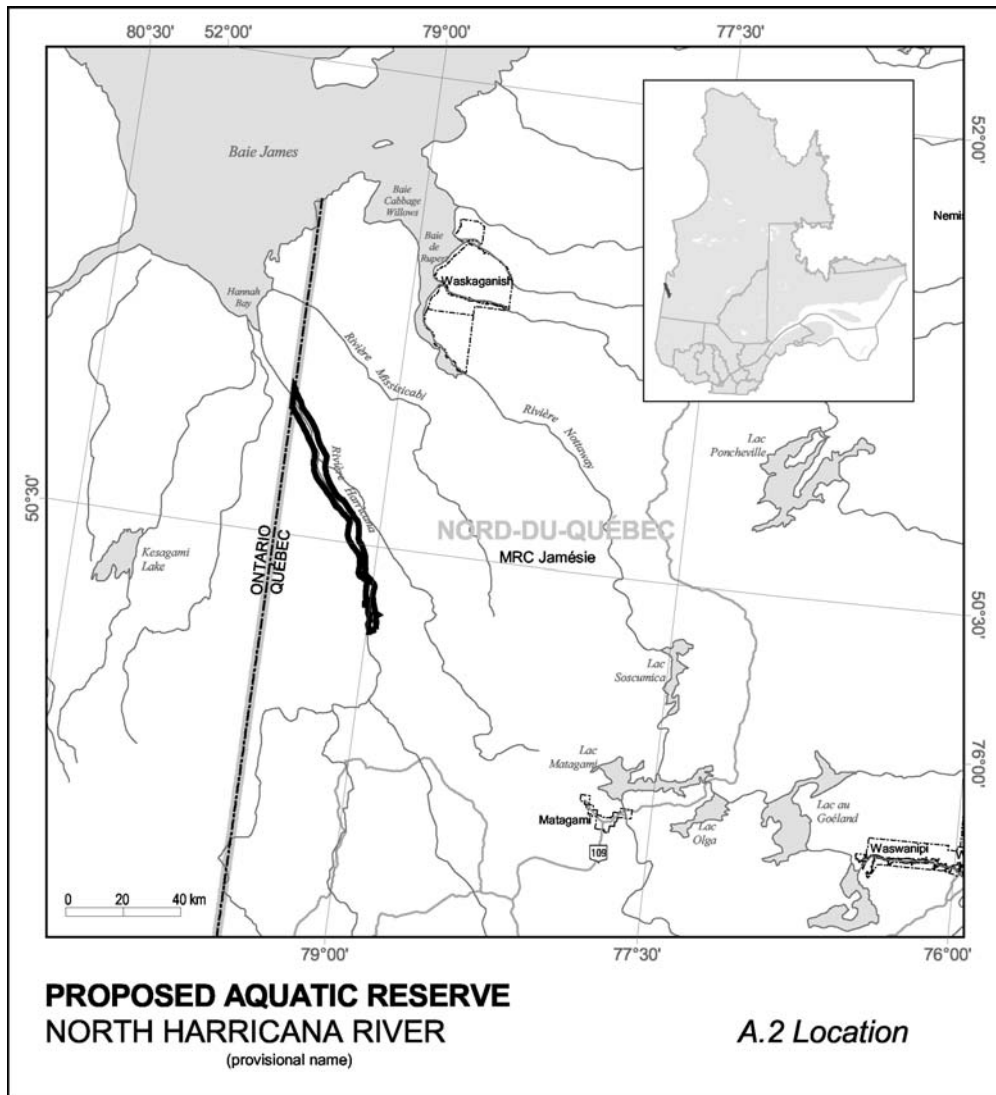 80°30' 52°00' 79°00' 77°30'
52°00'
Baie James
Baie
Cabbage
Willows
Baie
de
Rupert
Nemis
Waskaganish
Hannah
Bay
Rivière Missisicabi
Rivière Nottaway
Rivière Harricana
Lac
Poncheville
50°30'
NORD-DU-QUÉBEC
MRC Jamésie
ONTARIO
QUÉBEC
Kesagami
Lake
50°30'
Lac
Soscumica
Lac
Matagami
76°00'
Matagami
Lac
Olga
Lac au
Goéland
109
Waswanipi
0 20 40 km
79°00' 77°30' 76°00'
PROPOSED AQUATIC RESERVE
NORTH HARRICANA RIVER
(provisional name)
A.2 Location